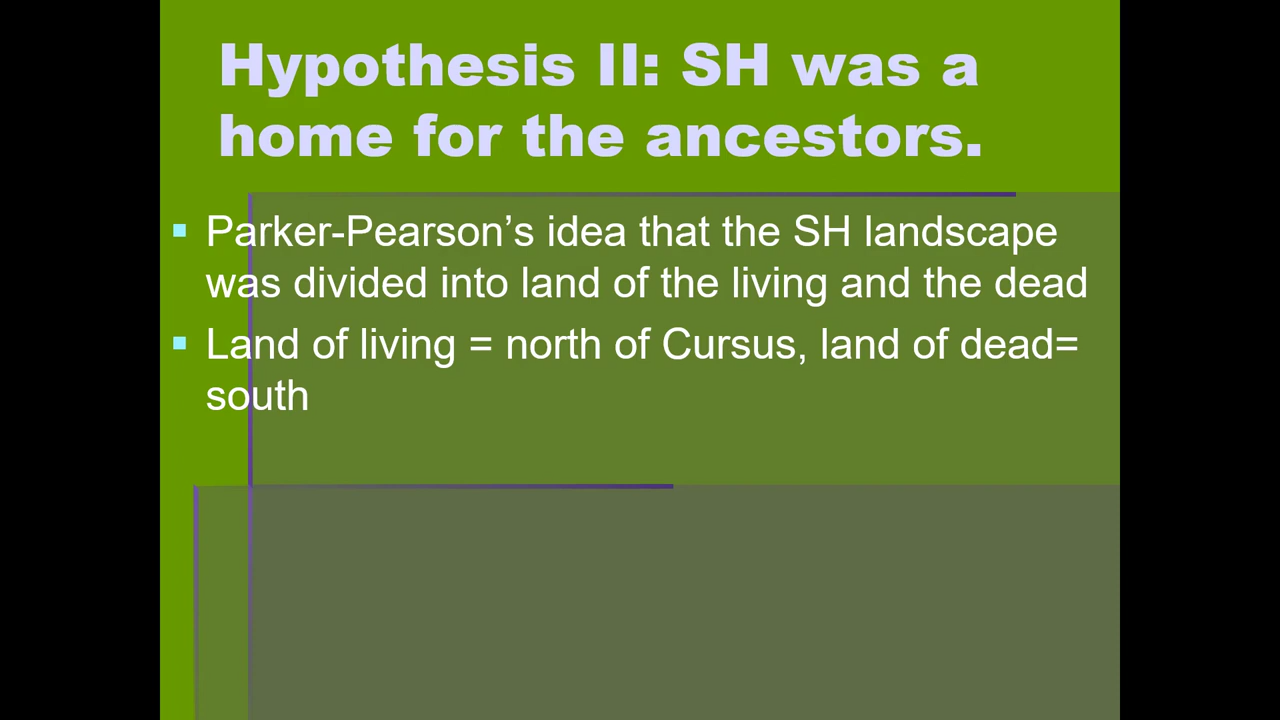 Hypothesis II: SH was a
home for the ancestors.
Parker-Pearson’s idea that the SH landscape
was divided into land of the living and the dead
Land of living = north of Cursus, land of dead=
south